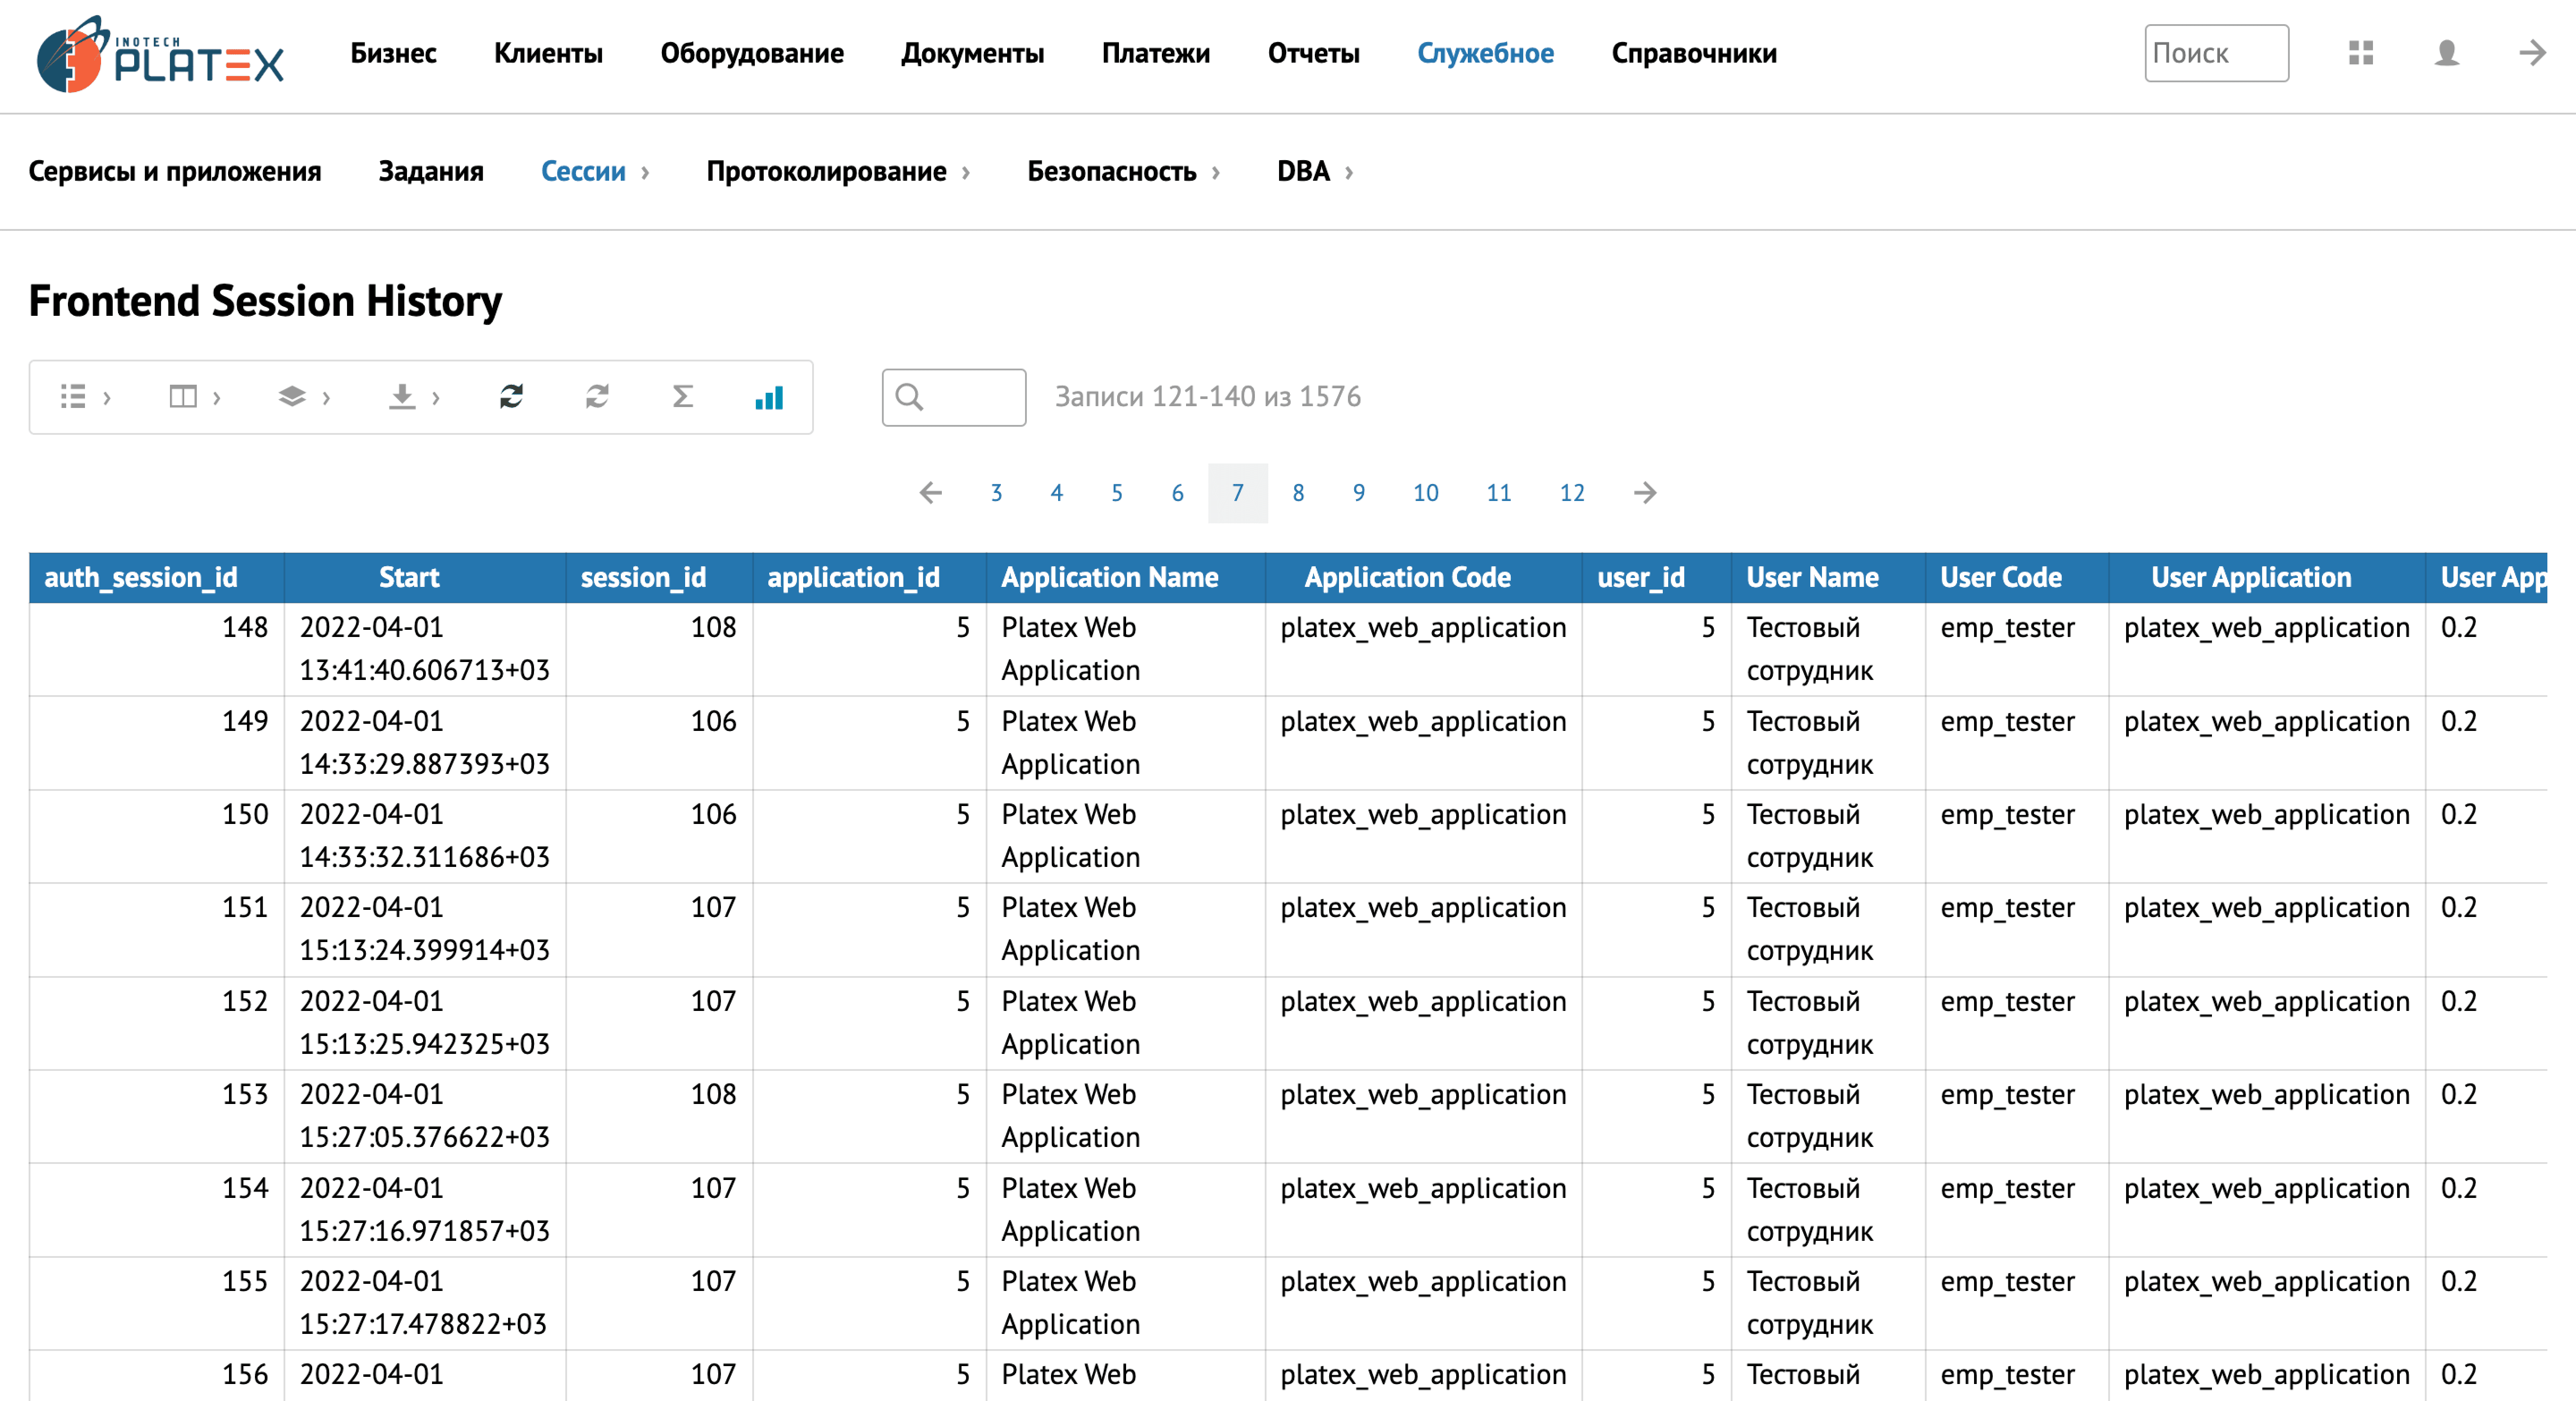 INOTECH
PLATEX
Бизнес Клиенты Оборудование Документы Платежи Отчеты Служебное Справочники Поиск
Сервисы и приложения Задания Сессии Протоколирование Безопасность DBA
Frontend Session History
Записи 121-140 из 1576
3 4 5 6 7 8 9 10 11 12
auth_session_id Start session_id application_id Application Name Application Code user_id User Name User Code User Application User App
148 2022-04-01 108 5 Platex Web platex_web_application 5 Тестовый emp_tester platex_web_application 0.2
13:41:40.606713+03 Application сотрудник
149 2022-04-01 106 5 Platex Web platex_web_application 5 Тестовый emp_tester platex_web_application 0.2
14:33:29.887393+03 Application сотрудник
150 2022-04-01 106 5 Platex Web platex_web_application 5 Тестовый emp_tester platex_web_application 0.2
14:33:32.311686+03 Application сотрудник
151 2022-04-01 107 5 Platex Web platex_web_application 5 Тестовый emp_tester platex_web_application 0.2
15:13:24.399914+03 Application сотрудник
152 2022-04-01 107 5 Platex Web platex_web_application 5 Тестовый emp_tester platex_web_application 0.2
15:13:25.942325+03 Application сотрудник
153 2022-04-01 108 5 Platex Web platex_web_application 5 Тестовый emp_tester platex_web_application 0.2
15:27:05.376622+03 Application сотрудник
154 2022-04-01 107 5 Platex Web platex_web_application 5 Тестовый emp_tester platex_web_application 0.2
15:27:16.971857+03 Application сотрудник
155 2022-04-01 107 5 Platex Web platex_web_application 5 Тестовый emp_tester platex_web_application 0.2
15:27:17.478822+03 Application сотрудник
156 2022-04-01 107 5 Platex Web platex_web_application 5 Тестовый emp_tester platex_web_application 0.2